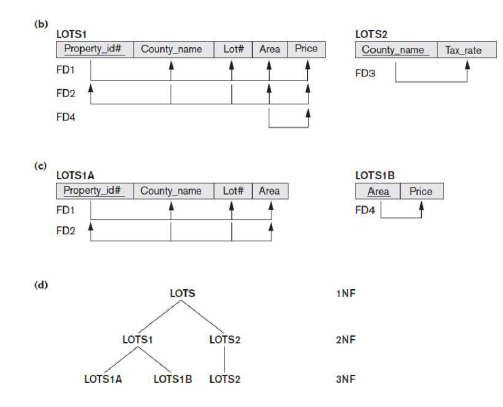 (b)
LOTS1 LOTS2
Property_id# County_name Lot# Area Price County_name Tax_rate
FD1 FD3
FD2
FD4
(c)
LOTS1A LOTS1B
Property_id# County_name Lot# Area Area Price
FD1 FD4
FD2
(d)
LOTS 1NF
LOTS1 LOTS2 2NF
LOTS1A LOTS1B LOTS2 3NF